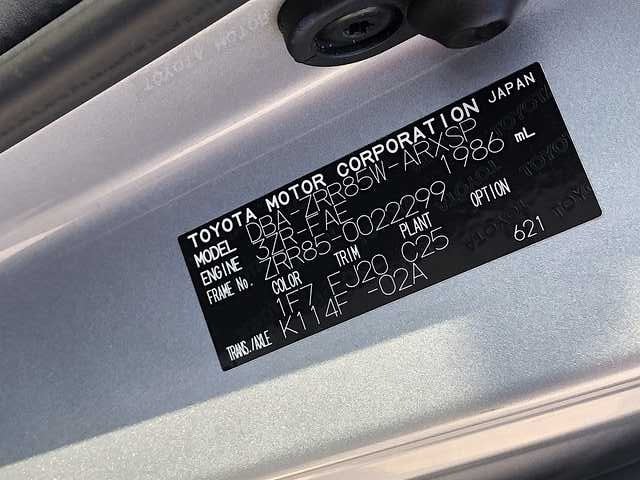 TOYOTA MOTOR CORPORATION JAPAN
MODEL DBA-ZRR85W-ARXSP
ENGINE 3ZR-FAE 1986 mL
FRAME No. ZRR85-0022299
COLOR TRIM PLANT OPTION
1F7 FJ20 C25 621
TRANS./AXLE K114F -02A